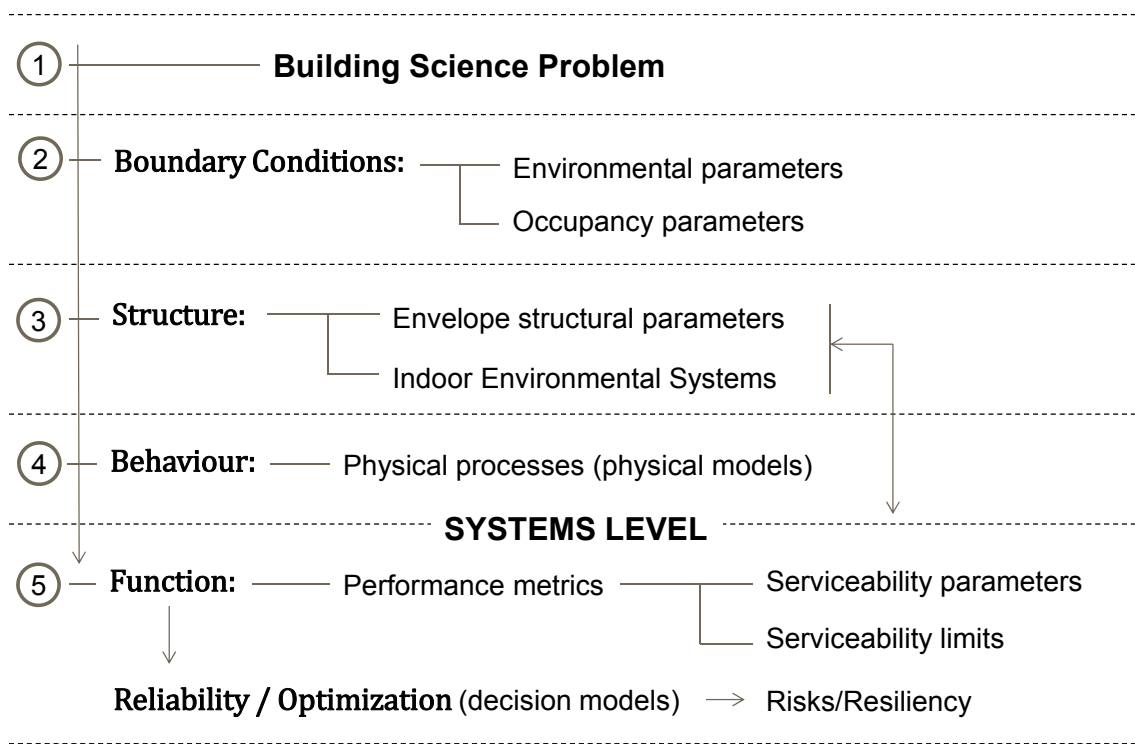 1 Building Science Problem
2 Boundary Conditions: Environmental parameters
Occupancy parameters
3 Structure: Envelope structural parameters
Indoor Environmental Systems
4 Behaviour: Physical processes (physical models)
SYSTEMS LEVEL
5 Function: Performance metrics Serviceability parameters
Serviceability limits
Reliability / Optimization (decision models) Risks/Resiliency